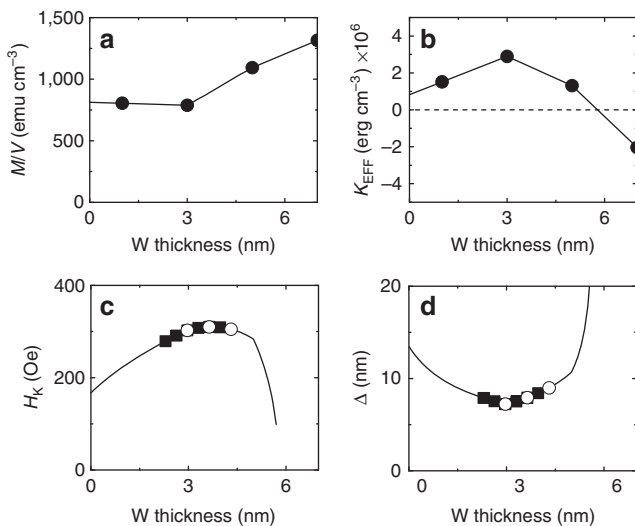 a
1,500
1,000
500
0
M/V (emu cm⁻³)
0 3 6
W thickness (nm)
b
4
2
0
−2
−4
K_EFF (erg cm⁻³) ×10⁶
0 3 6
W thickness (nm)
c
400
200
0
H_K (Oe)
0 3 6
W thickness (nm)
d
20
10
0
Δ (nm)
0 3 6
W thickness (nm)